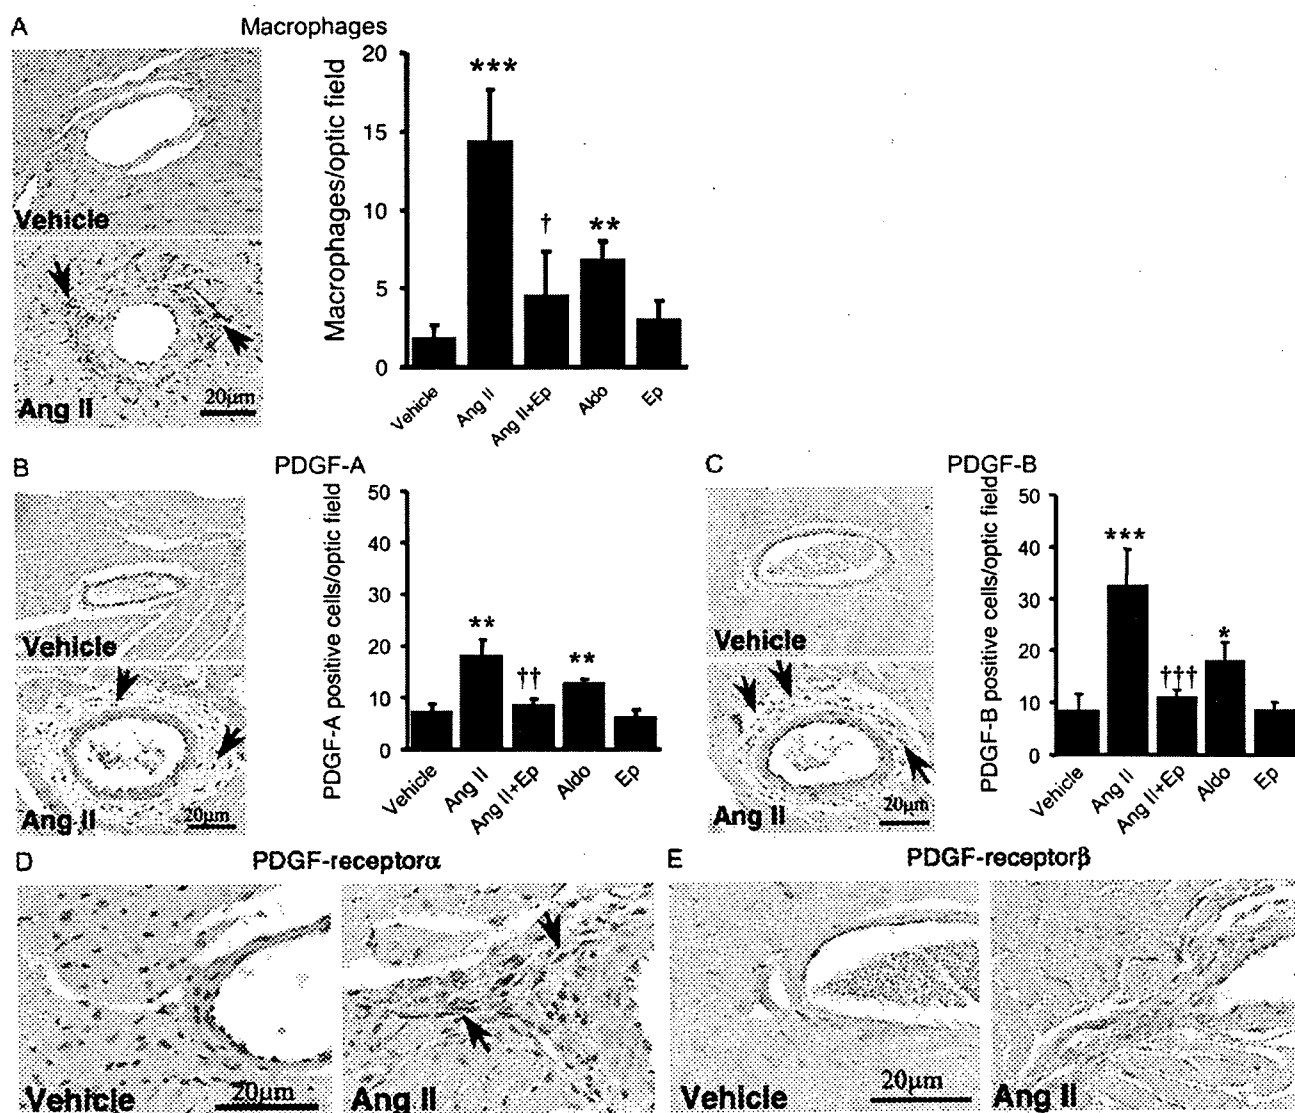 A
Macrophages
Vehicle
Ang II
20μm
Macrophages/optic field
20
15
10
5
0
***
†
**
Vehicle
Ang II
Ang II+Ep
Aldo
Ep
B
PDGF-A
Vehicle
Ang II
20μm
PDGF-A positive cells/optic field
50
40
30
20
10
0
**
††
**
Vehicle
Ang II
Ang II+Ep
Aldo
Ep
C
PDGF-B
Vehicle
Ang II
20μm
PDGF-B positive cells/optic field
50
40
30
20
10
0
***
†††
*
Vehicle
Ang II
Ang II+Ep
Aldo
Ep
D
PDGF-receptorα
Vehicle
20μm
Ang II
E
PDGF-receptorβ
Vehicle
20μm
Ang II